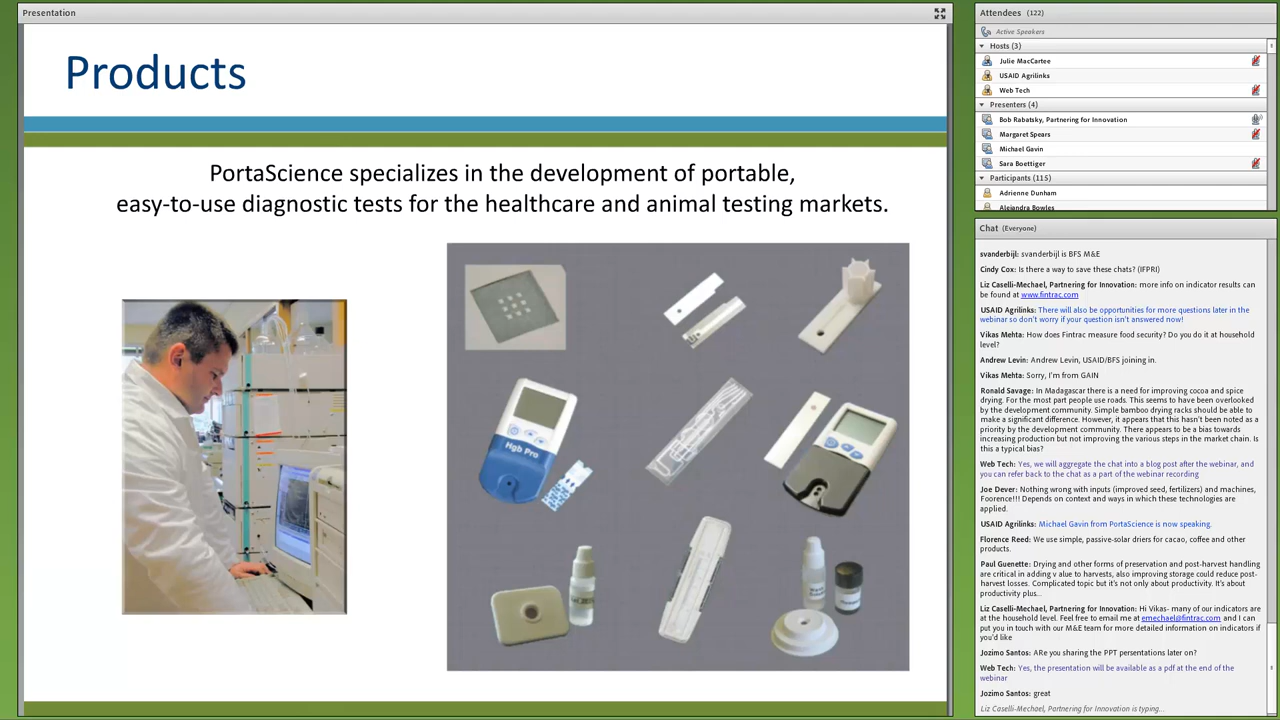 Presentation
Products
PortaScience specializes in the development of portable,
easy-to-use diagnostic tests for the healthcare and animal testing markets.
Hgb Pro
Attendees (122)
Active Speakers
Hosts (3)
Julie MacCartee
USAID Agrilinks
Web Tech
Presenters (4)
Bob Rabatsky, Partnering for Innovation
Margaret Spears
Michael Gavin
Sara Boettiger
Participants (115)
Adrienne Dunham
Alejandra Bowles
Chat (Everyone)
svanderbijl: svanderbijl is BFS M&E
Cindy Cox: Is there a way to save these chats? (IFPRI)
Liz Caselli-Mechael, Partnering for Innovation: more info on indicator results can
be found at www.fintrac.com
USAID Agrilinks: There will also be opportunities for more questions later in the
webinar so don't worry if your question isn't answered now!
Vikas Mehta: How does Fintrac measure food security? Do you do it at household
level?
Andrew Levin: Andrew Levin, USAID/BFS joining in.
Vikas Mehta: Sorry, I'm from GAIN
Ronald Savage: In Madagascar there is a need for improving cocoa and spice
drying. For the most part people use roads. This seems to have been overlooked
by the development community. Simple bamboo drying racks should be able to
make a significant difference. However, it appears that this hasn't been noted as
a priority by the development community. There appears to be a bias towards
increasing production but not improving the various steps in the market chain. Is
this a typical bias?
Web Tech: Yes, we will aggregate the chat into a blog post after the webinar, and
you can refer back to the chat as a part of the webinar recording
Joe Dever: Nothing wrong with inputs (improved seed, fertilizers) and machines,
Foorence!!! Depends on context and ways in which these technologies are
applied.
USAID Agrilinks: Michael Gavin from PortaScience is now speaking.
Florence Reed: We use simple, passive-solar driers for cacao, coffee and other
products.
Paul Guenette: Drying and other forms of preservation and post-harvest handling
are critical in adding v alue to harvests, also improving storage could reduce post-
harvest losses. Complicated topic but it's not only about productivity. It's about
productivity plus...
Liz Caselli-Mechael, Partnering for Innovation: Hi Vikas- many of our indicators are
at the household level. Feel free to email me at emechael@fintrac.com and I can
put you in touch with our M&E team for more detailed information on indicators if
you'd like
Jozimo Santos: ARe you sharing the PPT persentations later on?
Web Tech: Yes, the presentation will be available as a pdf at the end of the
webinar
Jozimo Santos: great
Liz Caselli-Mechael, Partnering for Innovation is typing...